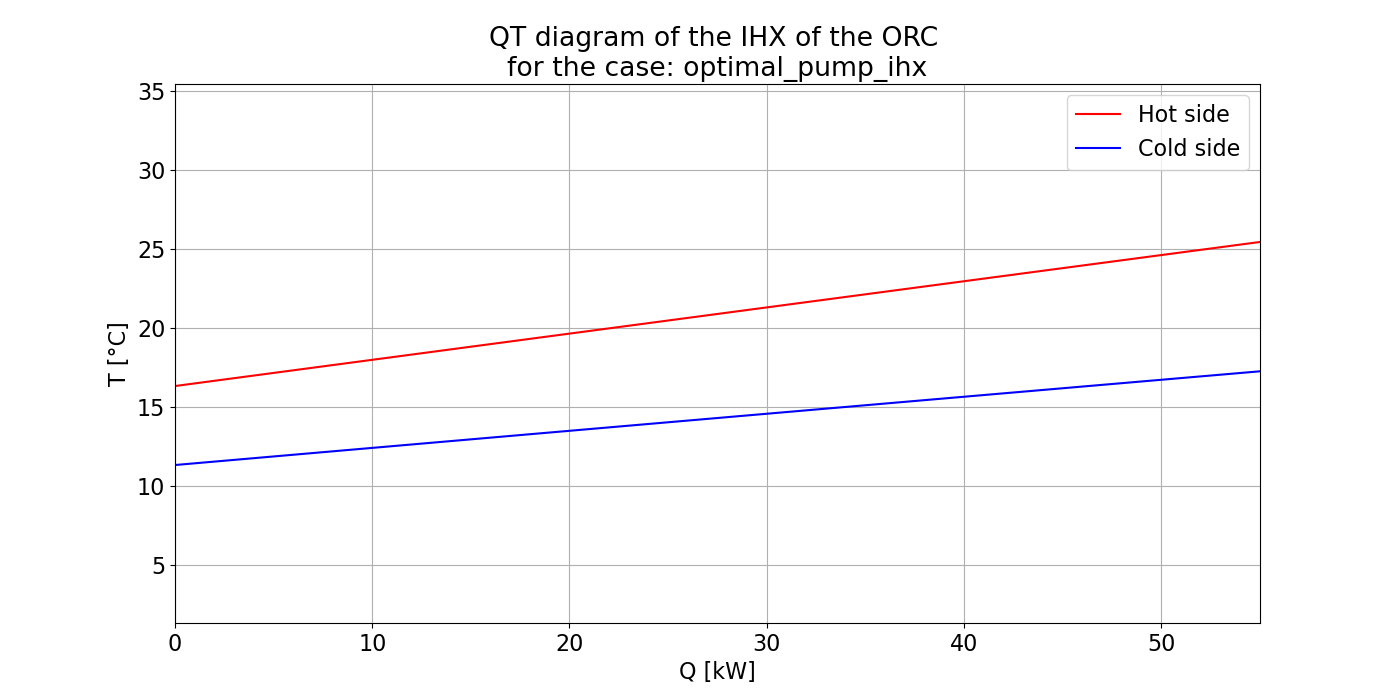 QT diagram of the IHX of the ORC
for the case: optimal_pump_ihx
35
30
25
20
15
10
5
T [°C]
Hot side
Cold side
0 10 20 30 40 50
Q [kW]